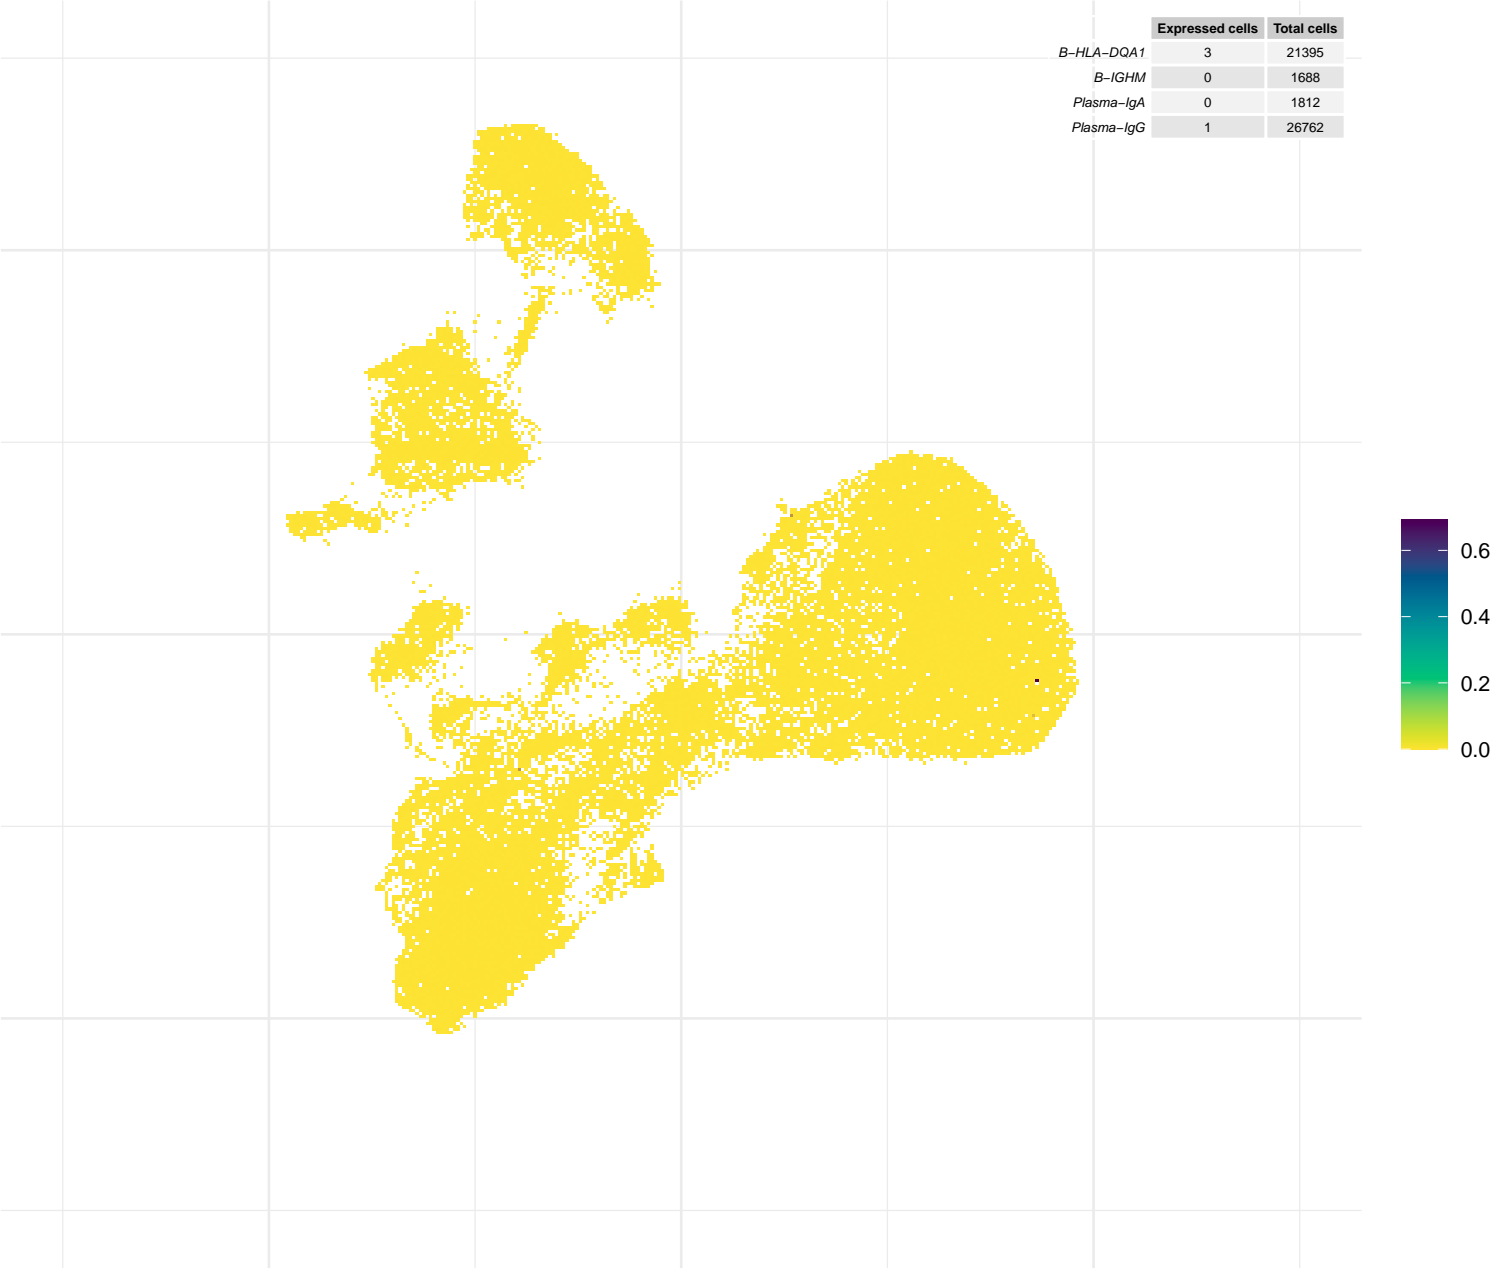 Expressed cells Total cells
B−HLA−DQA1 3 21395
B−IGHM 0 1688
Plasma−IgA 0 1812
Plasma−IgG 1 26762
0.6
0.4
0.2
0.0